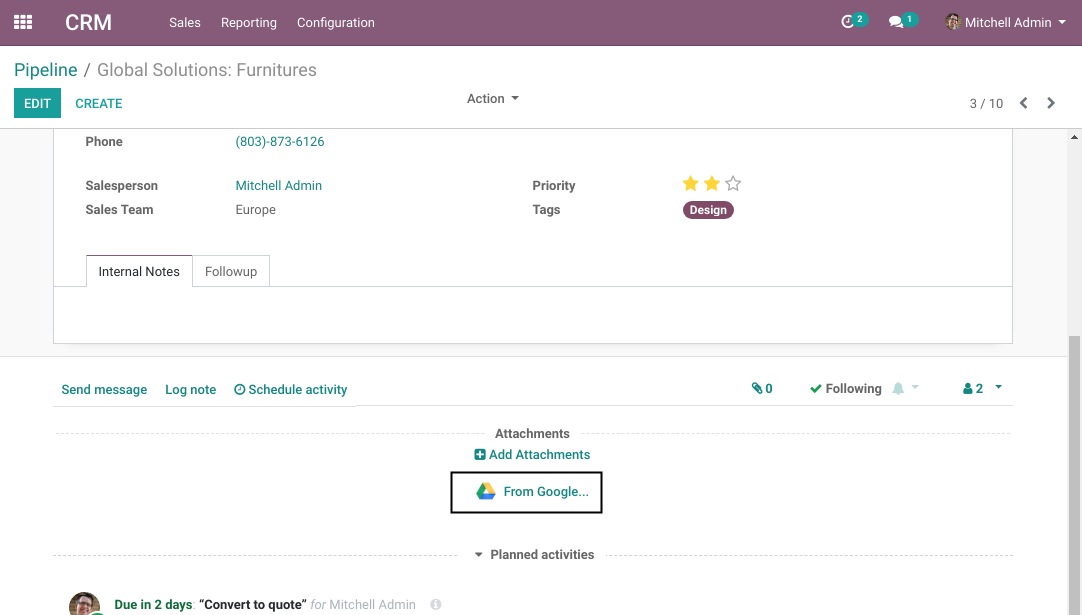 CRM Sales Reporting Configuration 2 1 Mitchell Admin
Pipeline / Global Solutions: Furnitures
EDIT CREATE Action 3 / 10
Phone (803)-873-6126
Salesperson Mitchell Admin Priority
Sales Team Europe Tags Design
Internal Notes Followup
Send message Log note Schedule activity 0 Following 2
Attachments
Add Attachments
From Google...
Planned activities
Due in 2 days: “Convert to quote” for Mitchell Admin